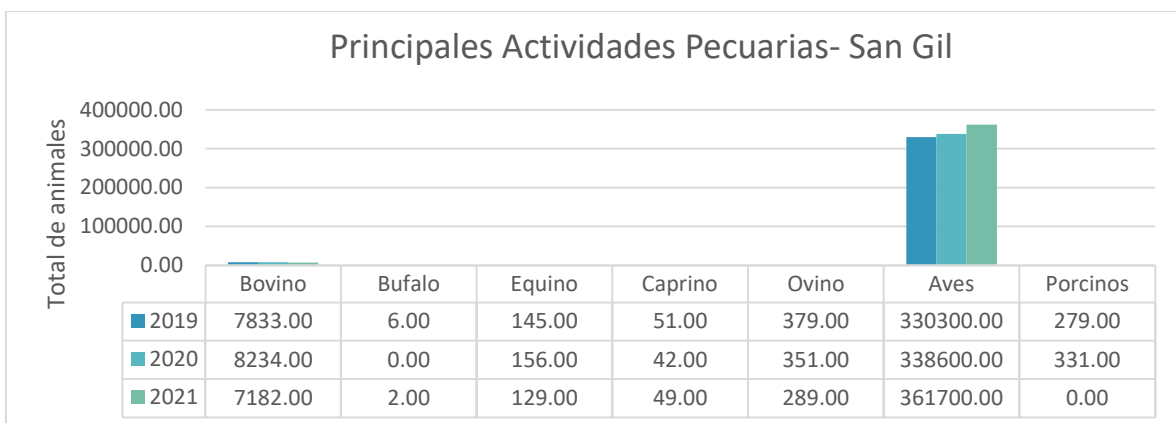 Principales Actividades Pecuarias- San Gil
Total de animales
400000.00
300000.00
200000.00
100000.00
0.00
Bovino Bufalo Equino Caprino Ovino Aves Porcinos
2019 7833.00 6.00 145.00 51.00 379.00 330300.00 279.00
2020 8234.00 0.00 156.00 42.00 351.00 338600.00 331.00
2021 7182.00 2.00 129.00 49.00 289.00 361700.00 0.00